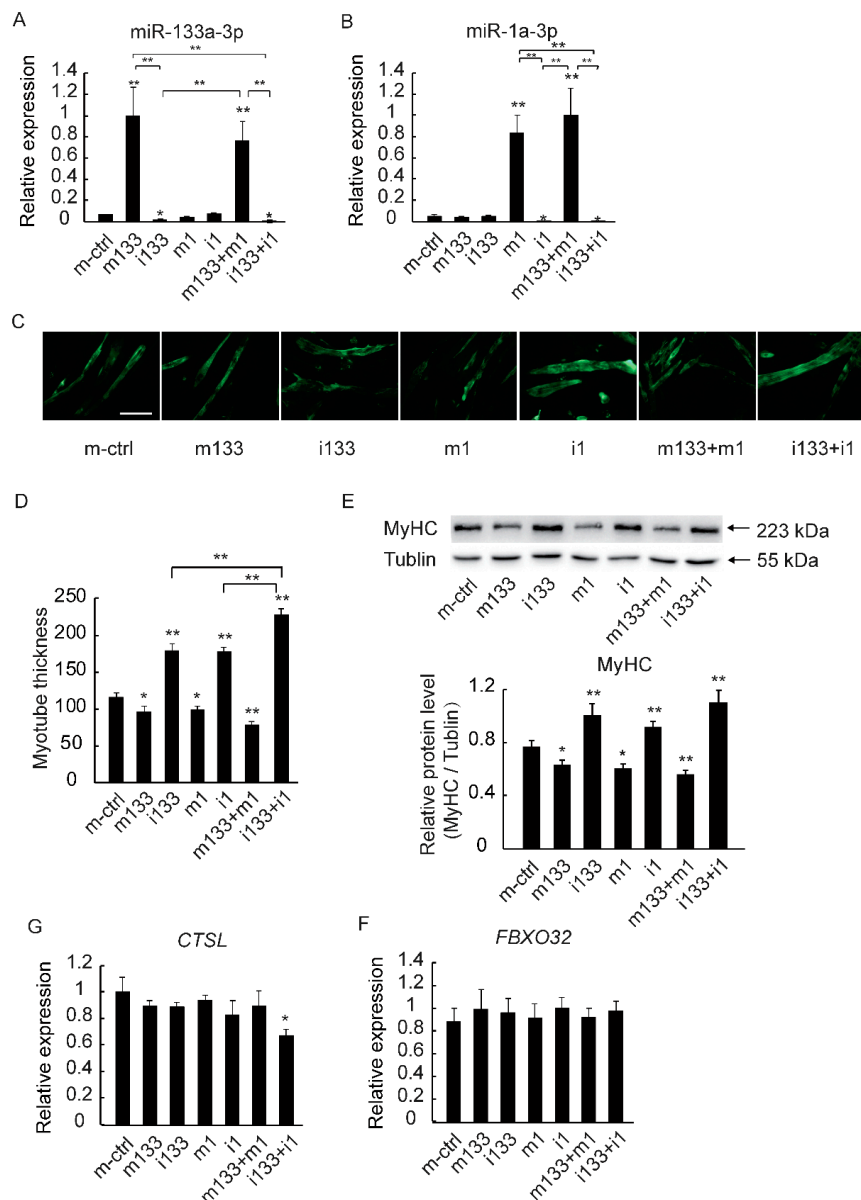 A
miR-133a-3p
**
**
**
**
**
**
*
*
Relative expression
1.4
1.2
1
0.8
0.6
0.4
0.2
0
m-ctrl
m133
i133
m1
i1
m133+m1
i133+i1
B
miR-1a-3p
**
**
**
**
**
**
*
*
Relative expression
1.4
1.2
1
0.8
0.6
0.4
0.2
0
m-ctrl
m133
i133
m1
i1
m133+m1
i133+i1
C
m-ctrl
m133
i133
m1
i1
m133+m1
i133+i1
D
Myotube thickness
250
200
150
100
50
0
**
**
*
**
*
**
**
**
m-ctrl
m133
i133
m1
i1
m133+m1
i133+i1
E
MyHC
223 kDa
Tublin
55 kDa
m-ctrl
m133
i133
m1
i1
m133+m1
i133+i1
MyHC
Relative protein level
(MyHC / Tublin)
1.2
0.8
0.4
0
*
**
*
**
**
**
m-ctrl
m133
i133
m1
i1
m133+m1
i133+i1
G
CTSL
Relative expression
1.2
1
0.8
0.6
0.4
0.2
0
*
m-ctrl
m133
i133
m1
i1
m133+m1
i133+i1
F
FBXO32
Relative expression
1.4
1.2
1
0.8
0.6
0.4
0.2
0
m-ctrl
m133
i133
m1
i1
m133+m1
i133+i1